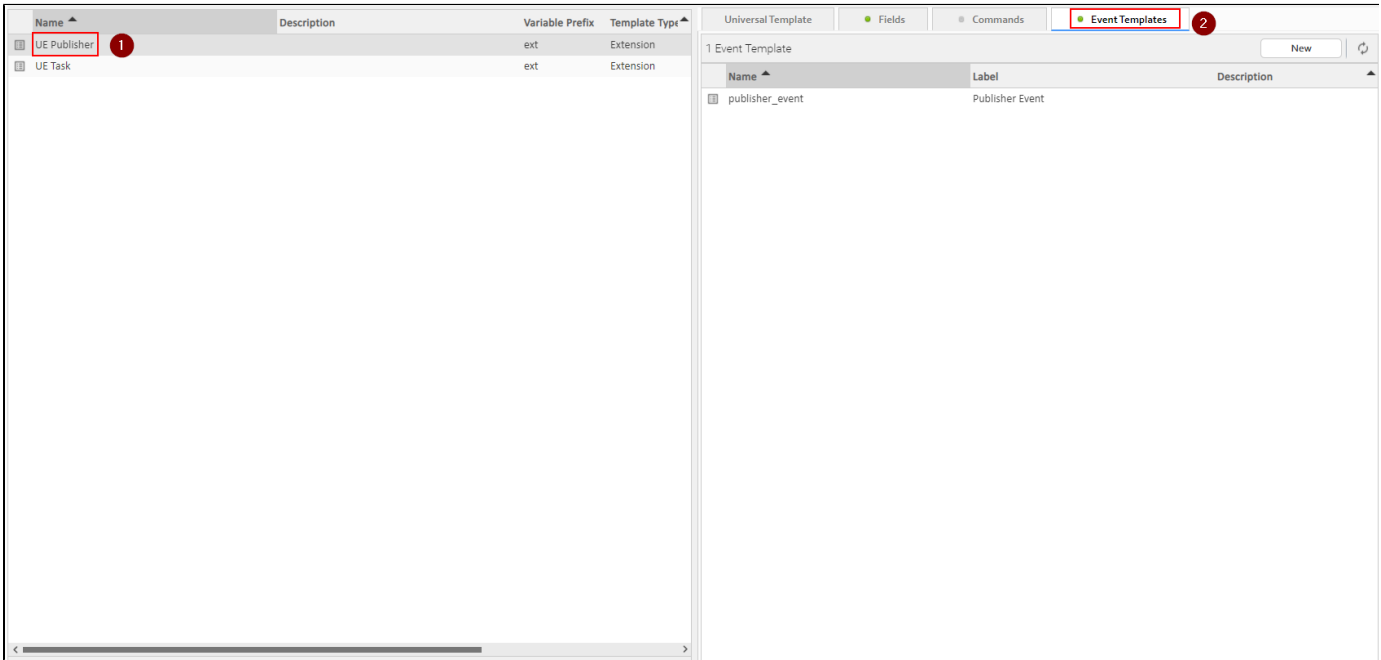 Name Description Variable Prefix Template Type
UE Publisher 1 ext Extension
UE Task ext Extension
Universal Template Fields Commands Event Templates 2
1 Event Template New
Name Label Description
publisher_event Publisher Event